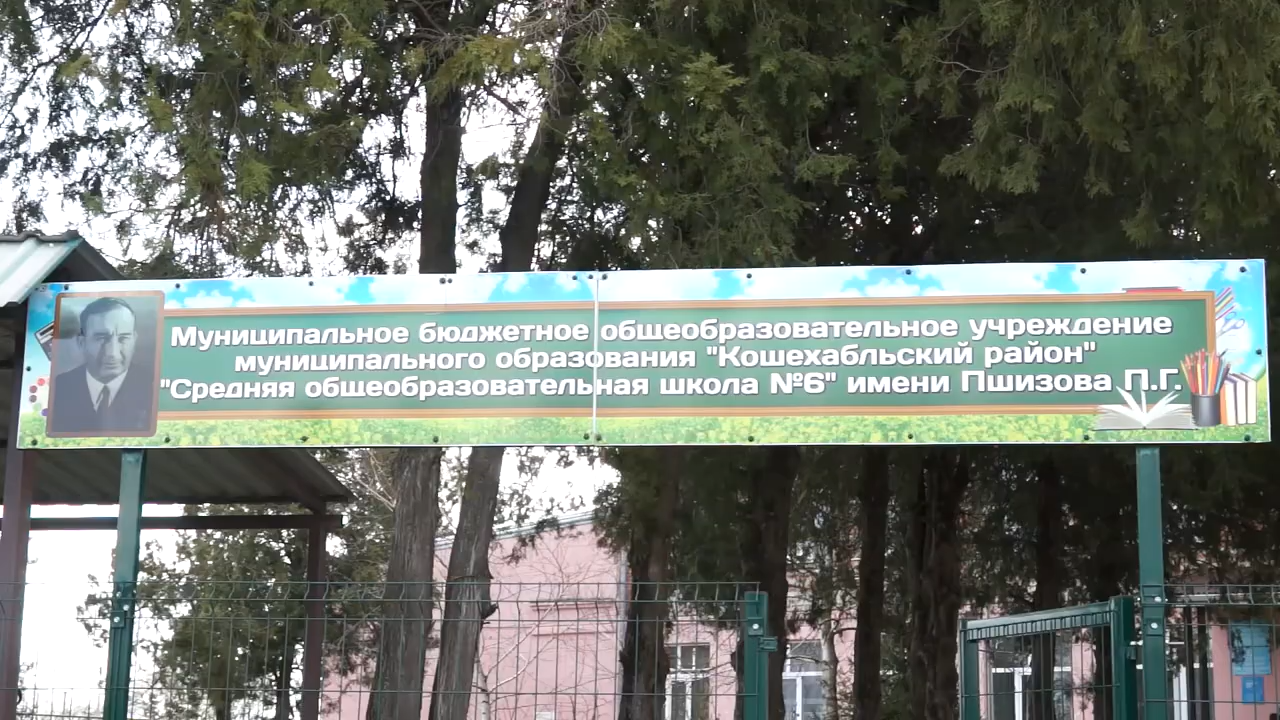 Муниципальное бюджетное общеобразовательное учреждение
муниципального образования "Кошехабльский район"
"Средняя общеобразовательная школа №6" имени Пшизова П.Г.